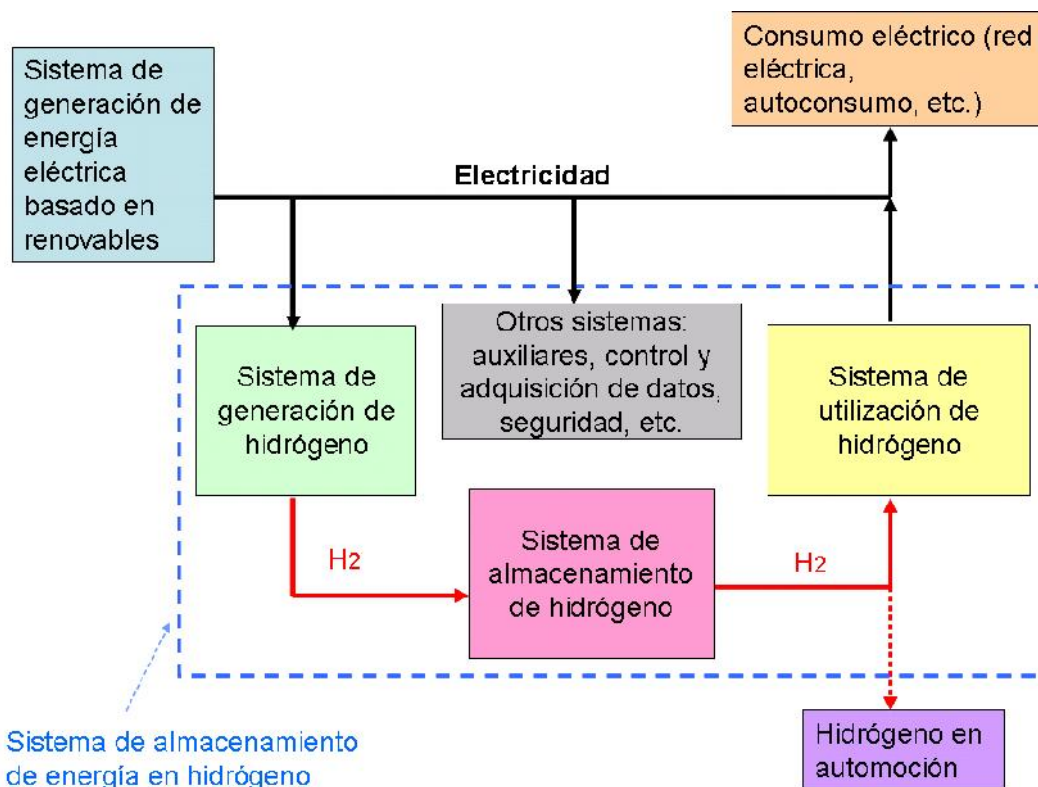 Sistema de
generación de
energía
eléctrica
basado en
renovables
Consumo eléctrico (red
eléctrica,
autoconsumo, etc.)
Electricidad
Sistema de
generación de
hidrógeno
Otros sistemas:
auxiliares, control y
adquisición de datos,
seguridad, etc.
Sistema de
utilización de
hidrógeno
H2
Sistema de
almacenamiento
de hidrógeno
H2
Sistema de almacenamiento
de energía en hidrógeno
Hidrógeno en
automoción